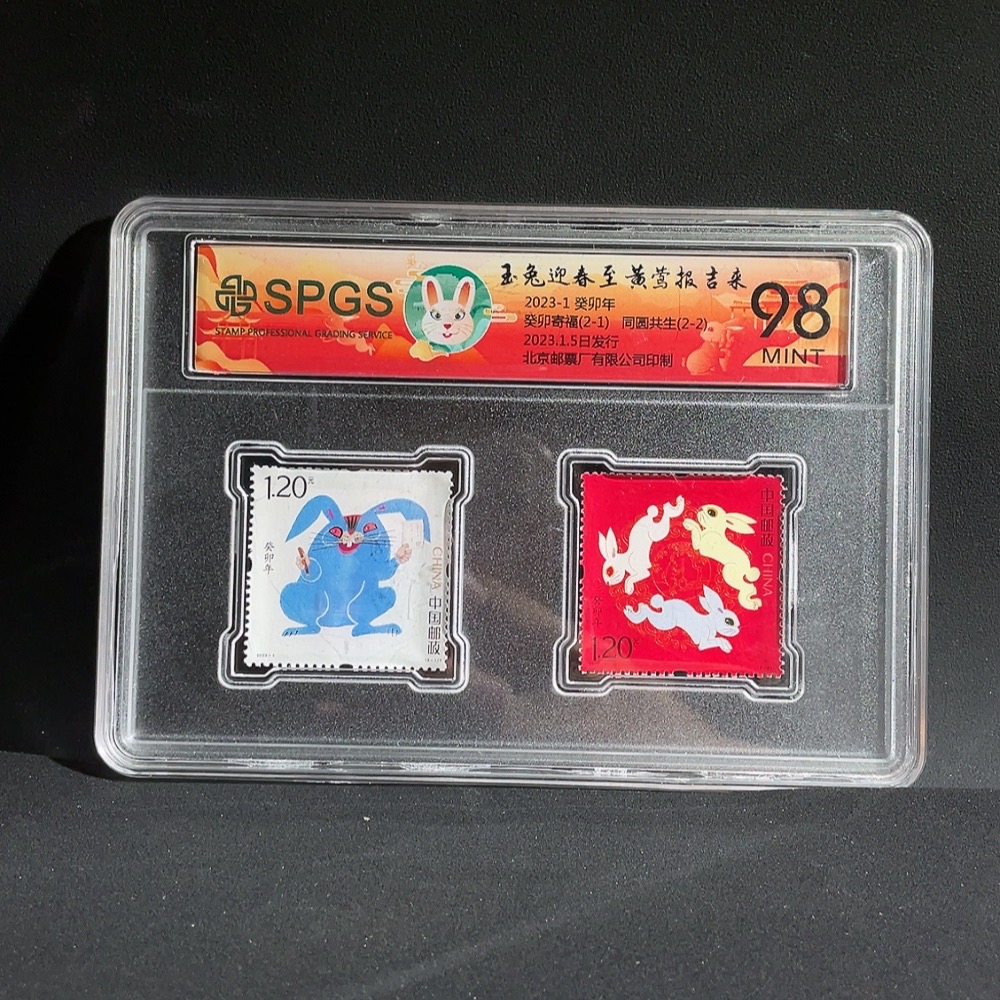 SPGS
STAMP PROFESSIONAL GRADING SERVICE
玉兔迎春至黄莺报吉来
2023-1 癸卯年
癸卯寄福(2-1) 同圆共生(2-2)
2023.1.5日发行
北京邮票厂有限公司印制
98
MINT
1.20元
癸卯年
CHINA
中国邮政
中国邮政
CHINA
1.20